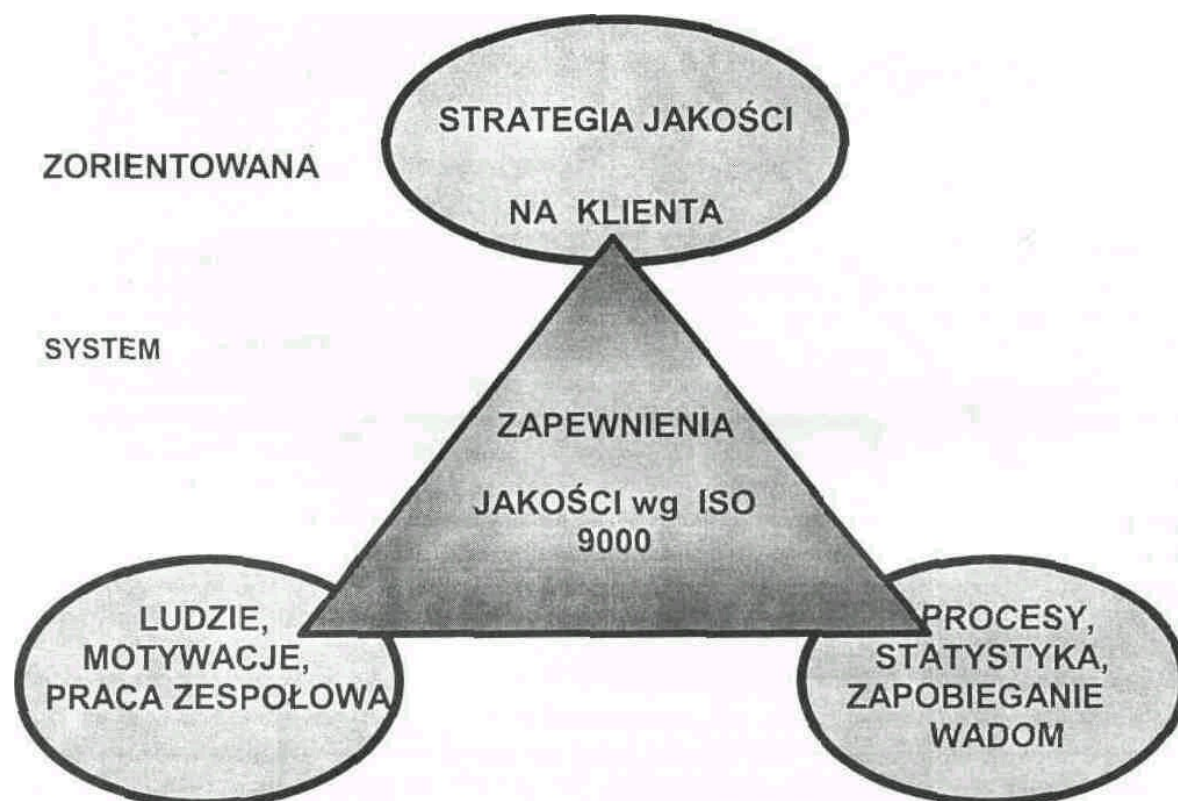 STRATEGIA JAKOŚCI
ZORIENTOWANA
NA KLIENTA
SYSTEM
ZAPEWNIENIA
JAKOŚCI wg ISO
9000
LUDZIE,
MOTYWACJE,
PRACA ZESPOŁOWA
PROCESY,
STATYSTYKA,
ZAPOBIEGANIE
WADOM